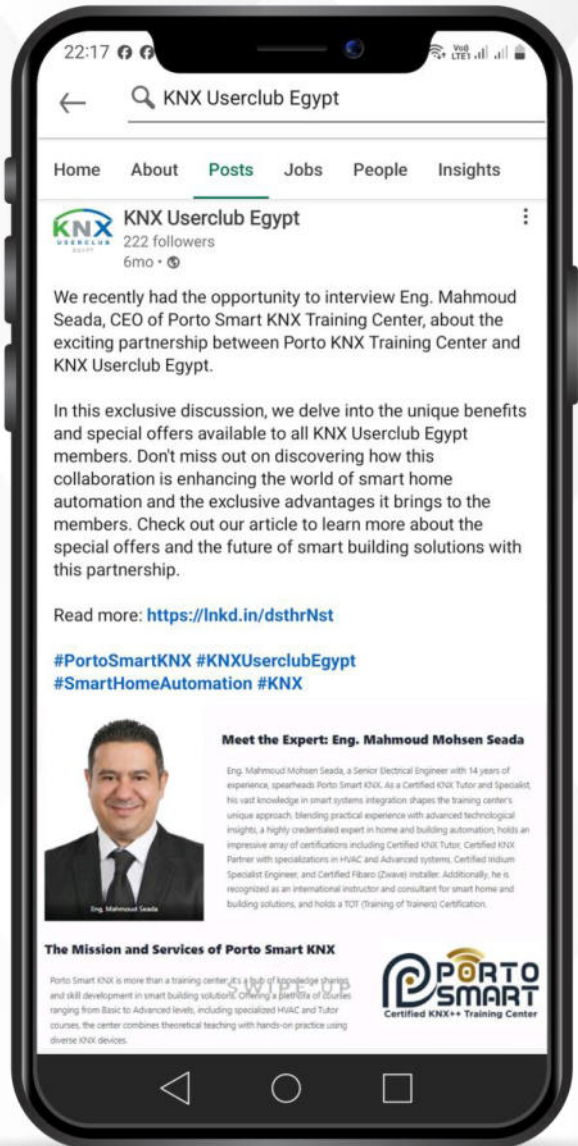 22:17
Vo))
LTE1
KNX Userclub Egypt
Home About Posts Jobs People Insights
KNX
USERCLUB
EGYPT
KNX Userclub Egypt
222 followers
6mo •
We recently had the opportunity to interview Eng. Mahmoud
Seada, CEO of Porto Smart KNX Training Center, about the
exciting partnership between Porto KNX Training Center and
KNX Userclub Egypt.
In this exclusive discussion, we delve into the unique benefits
and special offers available to all KNX Userclub Egypt
members. Don't miss out on discovering how this
collaboration is enhancing the world of smart home
automation and the exclusive advantages it brings to the
members. Check out our article to learn more about the
special offers and the future of smart building solutions with
this partnership.
Read more: https://lnkd.in/dsthrNst
#PortoSmartKNX #KNXUserclubEgypt
#SmartHomeAutomation #KNX
Meet the Expert: Eng. Mahmoud Mohsen Seada
Eng. Mahmoud Mohsen Seada, a Senior Electrical Engineer with 14 years of
experience, spearheads Porto Smart KNX. As a Certified KNX Tutor and Specialist,
his vast knowledge in smart systems integration shapes the training center's
unique approach, blending practical experience with advanced technological
insights, a highly credentialed expert in home and building automation, holds an
impressive array of certifications including Certified KNX Tutor, Certified KNX
Partner with specializations in HVAC and Advanced systems, Certified Iridium
Specialist Engineer, and Certified Fibaro (Zwave) Installer. Additionally, he is
recognized as an international instructor and consultant for smart home and
building solutions, and holds a TOT (Training of Trainers) Certification.
Eng. Mahmoud Seada
The Mission and Services of Porto Smart KNX
Porto Smart KNX is more than a training center; it's a hub of knowledge sharing
and skill development in smart building solutions. Offering a plethora of courses
ranging from Basic to Advanced levels, including specialized HVAC and Tutor
courses, the center combines theoretical teaching with hands-on practice using
diverse KNX devices.
SWIPE UP
PORTO
SMART
Certified KNX++ Training Center